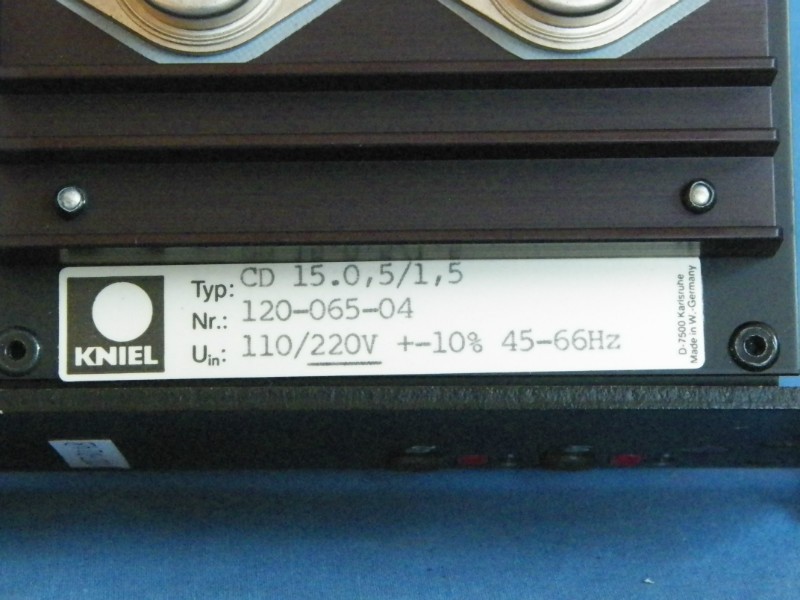 KNIEL
Typ: CD 15.0,5/1,5
Nr.: 120-065-04
Uin: 110/220V +-10% 45-66Hz
D-7500 Karlsruhe
Made in W.-Germany